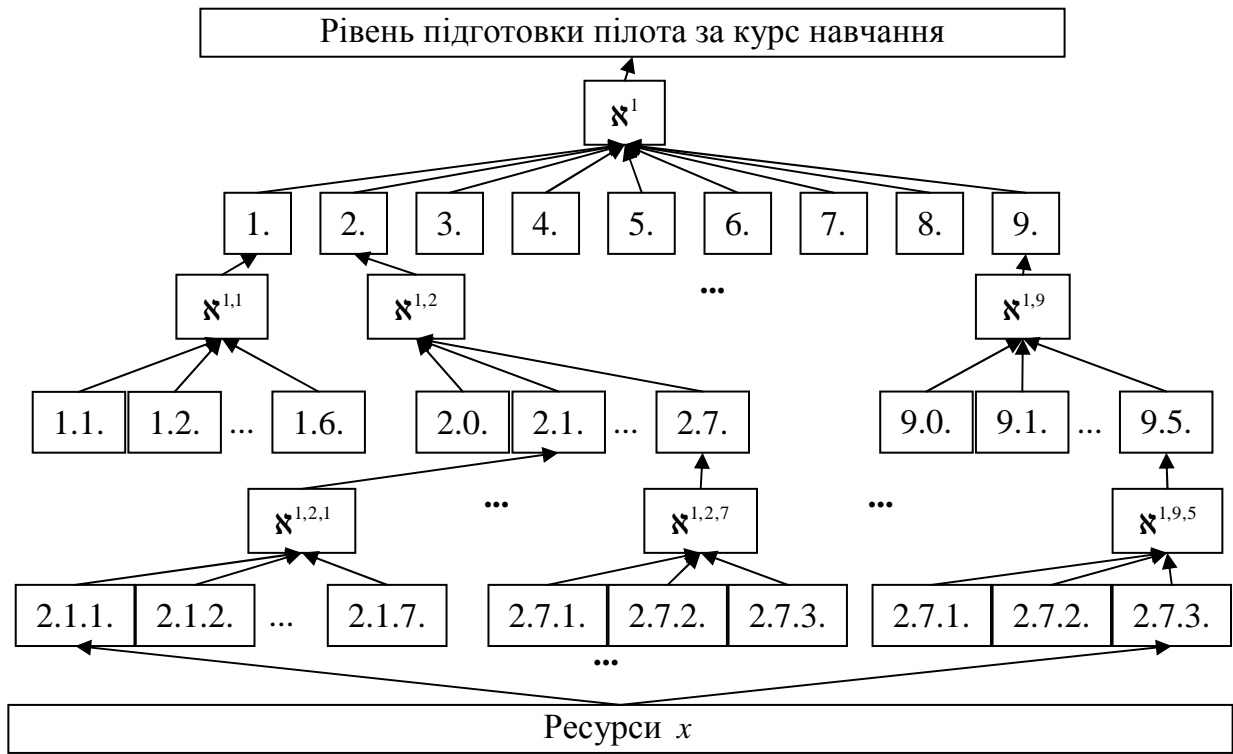 Рівень підготовки пілота за курс навчання
ℵ¹
1. 2. 3. 4. 5. 6. 7. 8. 9.
ℵ¹,¹ ℵ¹,² ... ℵ¹,⁹
1.1. 1.2. ... 1.6. 2.0. 2.1. ... 2.7. 9.0. 9.1. ... 9.5.
ℵ¹,²,¹ ... ℵ¹,²,⁷ ... ℵ¹,⁹,⁵
2.1.1. 2.1.2. ... 2.1.7. 2.7.1. 2.7.2. 2.7.3. 2.7.1. 2.7.2. 2.7.3.
...
Ресурси x